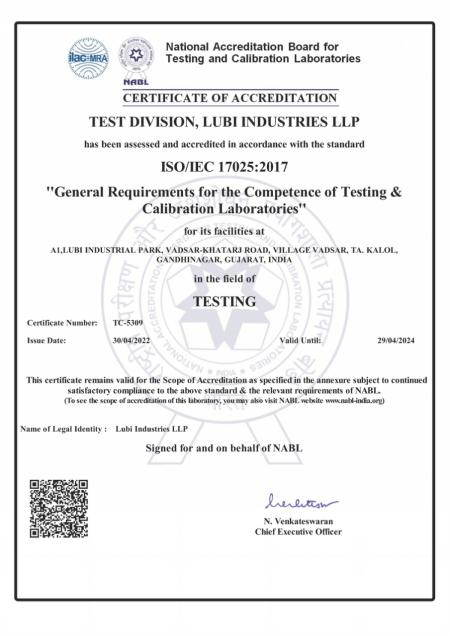 ilac-MRA
NABL
National Accreditation Board for
Testing and Calibration Laboratories
CERTIFICATE OF ACCREDITATION
TEST DIVISION, LUBI INDUSTRIES LLP
has been assessed and accredited in accordance with the standard
ISO/IEC 17025:2017
"General Requirements for the Competence of Testing &
Calibration Laboratories"
for its facilities at
A1,LUBI INDUSTRIAL PARK, VADSAR-KHATARJ ROAD, VILLAGE VADSAR, TA. KALOL,
GANDHINAGAR, GUJARAT, INDIA
in the field of
TESTING
Certificate Number: TC-5309
Issue Date: 30/04/2022 Valid Until: 29/04/2024
This certificate remains valid for the Scope of Accreditation as specified in the annexure subject to continued
satisfactory compliance to the above standard & the relevant requirements of NABL.
(To see the scope of accreditation of this laboratory, you may also visit NABL website www.nabl-india.org)
Name of Legal Identity : Lubi Industries LLP
Signed for and on behalf of NABL
N. Venkateswaran
Chief Executive Officer